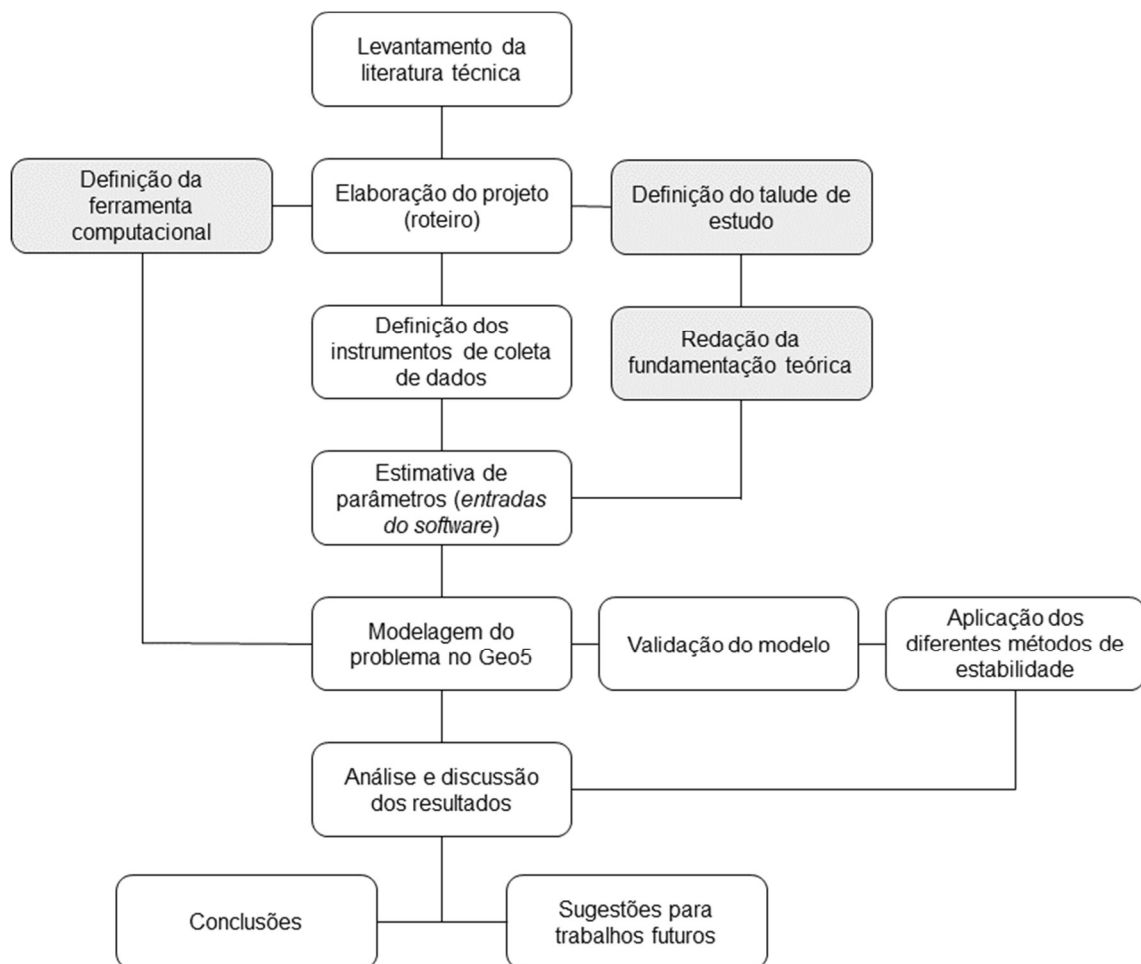 Levantamento da
literatura técnica
Definição da
ferramenta
computacional
Elaboração do projeto
(roteiro)
Definição do talude de
estudo
Definição dos
instrumentos de coleta
de dados
Redação da
fundamentação teórica
Estimativa de
parâmetros (entradas
do software)
Modelagem do
problema no Geo5
Validação do modelo
Aplicação dos
diferentes métodos de
estabilidade
Análise e discussão
dos resultados
Conclusões
Sugestões para
trabalhos futuros